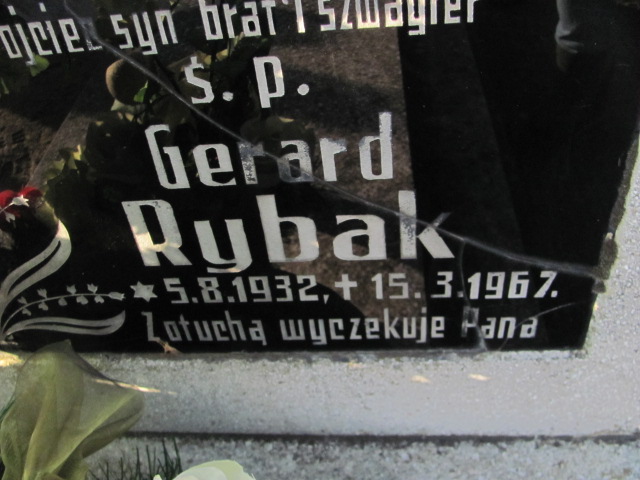 ojciec syn brat i szwagier
ś. p.
Gerard
Rybak
* 5.8.1932, + 15. 3.1967.
Z otuchą wyczekuje Pana